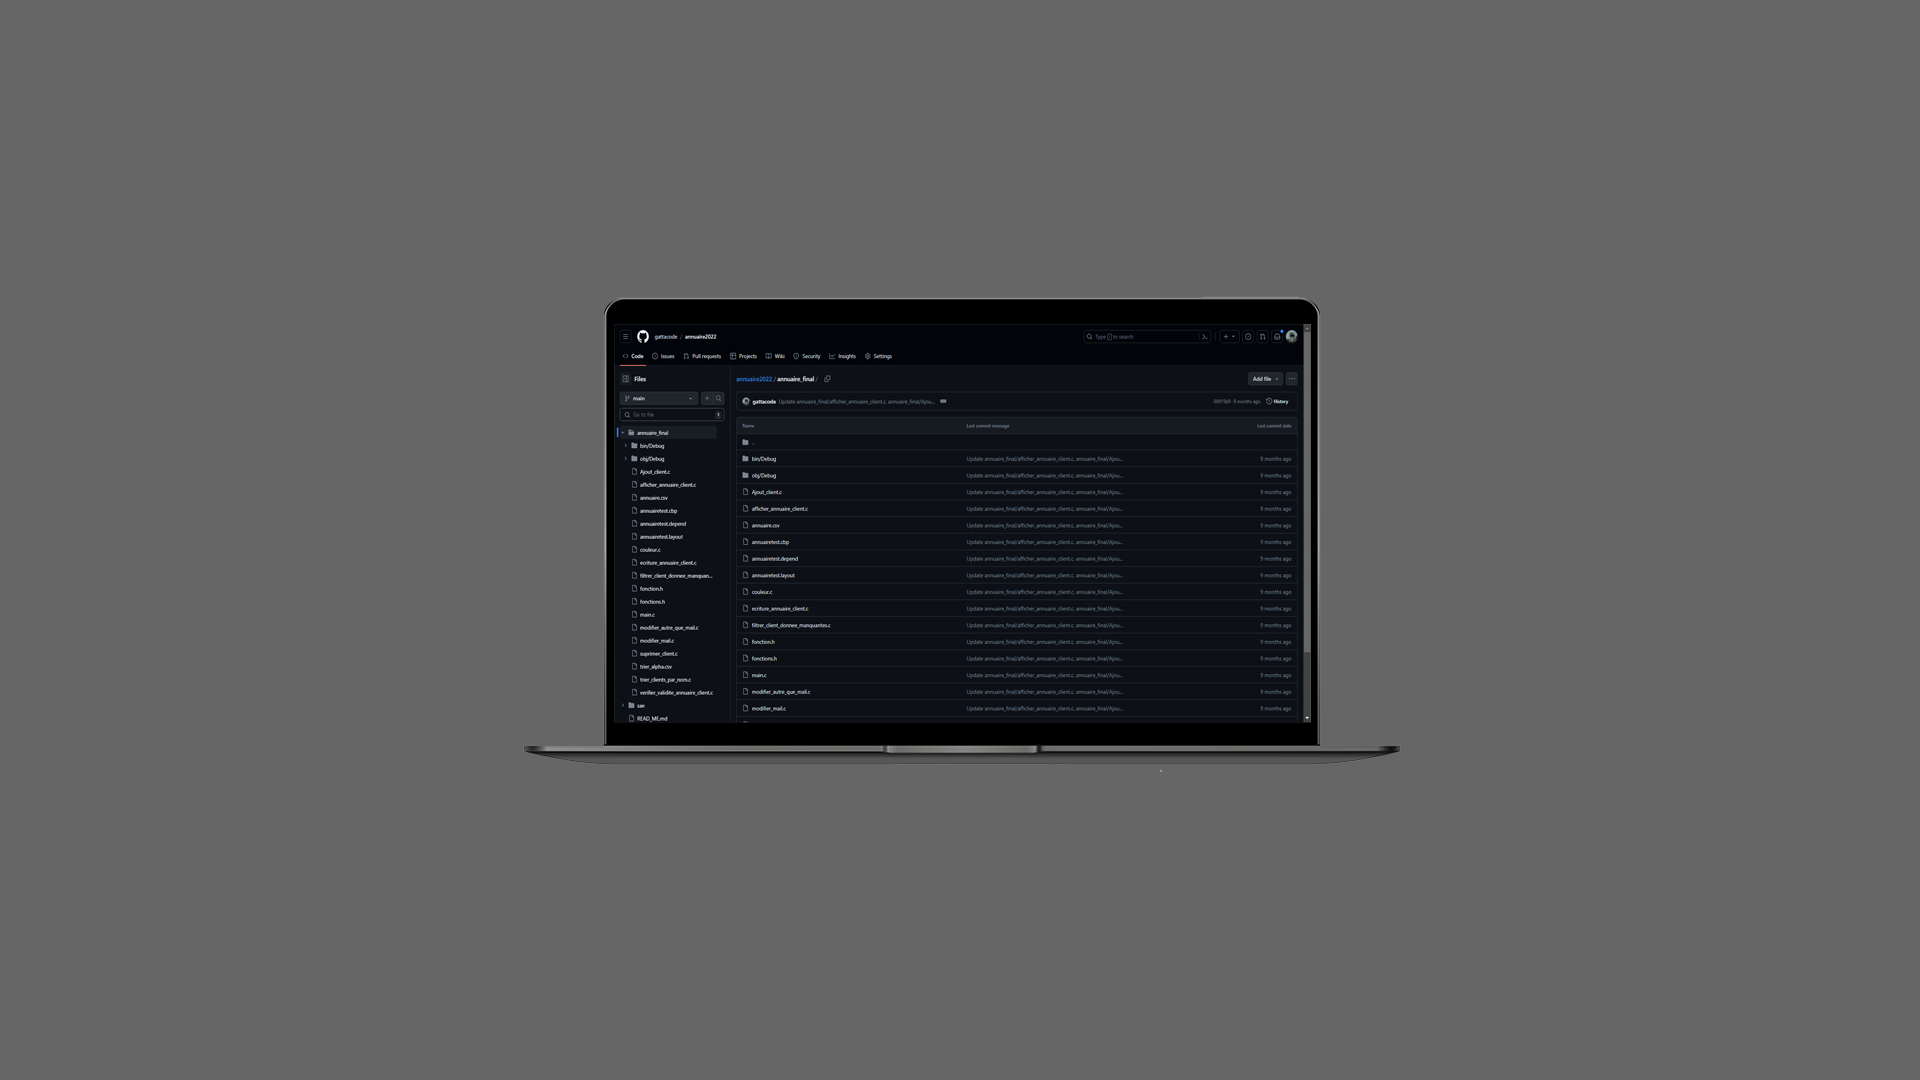 gattacode / annuaire2022
Type / to search
Code Issues Pull requests Projects Wiki Security Insights Settings
Files
main
Go to file
t
annuaire_final
bin/Debug
obj/Debug
Ajout_client.c
afficher_annuaire_client.c
annuaire.csv
annuairetest.cbp
annuairetest.depend
annuairetest.layout
couleur.c
ecriture_annuaire_client.c
filtrer_client_donnee_manquan...
fonction.h
fonctions.h
main.c
modifier_autre_que_mail.c
modifier_mail.c
suprimer_client.c
trier_alpha.csv
trier_clients_par_nom.c
verifier_validite_annuaire_client.c
sae
READ_ME.md
annuaire2022 / annuaire_final /
Add file
gattacode Update annuaire_final/afficher_annuaire_client.c, annuaire_final/Ajou... 9 months ago History
Name Last commit message Last commit date
..
bin/Debug Update annuaire_final/afficher_annuaire_client.c, annuaire_final/Ajou... 9 months ago
obj/Debug Update annuaire_final/afficher_annuaire_client.c, annuaire_final/Ajou... 9 months ago
Ajout_client.c Update annuaire_final/afficher_annuaire_client.c, annuaire_final/Ajou... 9 months ago
afficher_annuaire_client.c Update annuaire_final/afficher_annuaire_client.c, annuaire_final/Ajou... 9 months ago
annuaire.csv Update annuaire_final/afficher_annuaire_client.c, annuaire_final/Ajou... 9 months ago
annuairetest.cbp Update annuaire_final/afficher_annuaire_client.c, annuaire_final/Ajou... 9 months ago
annuairetest.depend Update annuaire_final/afficher_annuaire_client.c, annuaire_final/Ajou... 9 months ago
annuairetest.layout Update annuaire_final/afficher_annuaire_client.c, annuaire_final/Ajou... 9 months ago
couleur.c Update annuaire_final/afficher_annuaire_client.c, annuaire_final/Ajou... 9 months ago
ecriture_annuaire_client.c Update annuaire_final/afficher_annuaire_client.c, annuaire_final/Ajou... 9 months ago
filtrer_client_donnee_manquantes.c Update annuaire_final/afficher_annuaire_client.c, annuaire_final/Ajou... 9 months ago
fonction.h Update annuaire_final/afficher_annuaire_client.c, annuaire_final/Ajou... 9 months ago
fonctions.h Update annuaire_final/afficher_annuaire_client.c, annuaire_final/Ajou... 9 months ago
main.c Update annuaire_final/afficher_annuaire_client.c, annuaire_final/Ajou... 9 months ago
modifier_autre_que_mail.c Update annuaire_final/afficher_annuaire_client.c, annuaire_final/Ajou... 9 months ago
modifier_mail.c Update annuaire_final/afficher_annuaire_client.c, annuaire_final/Ajou... 9 months ago